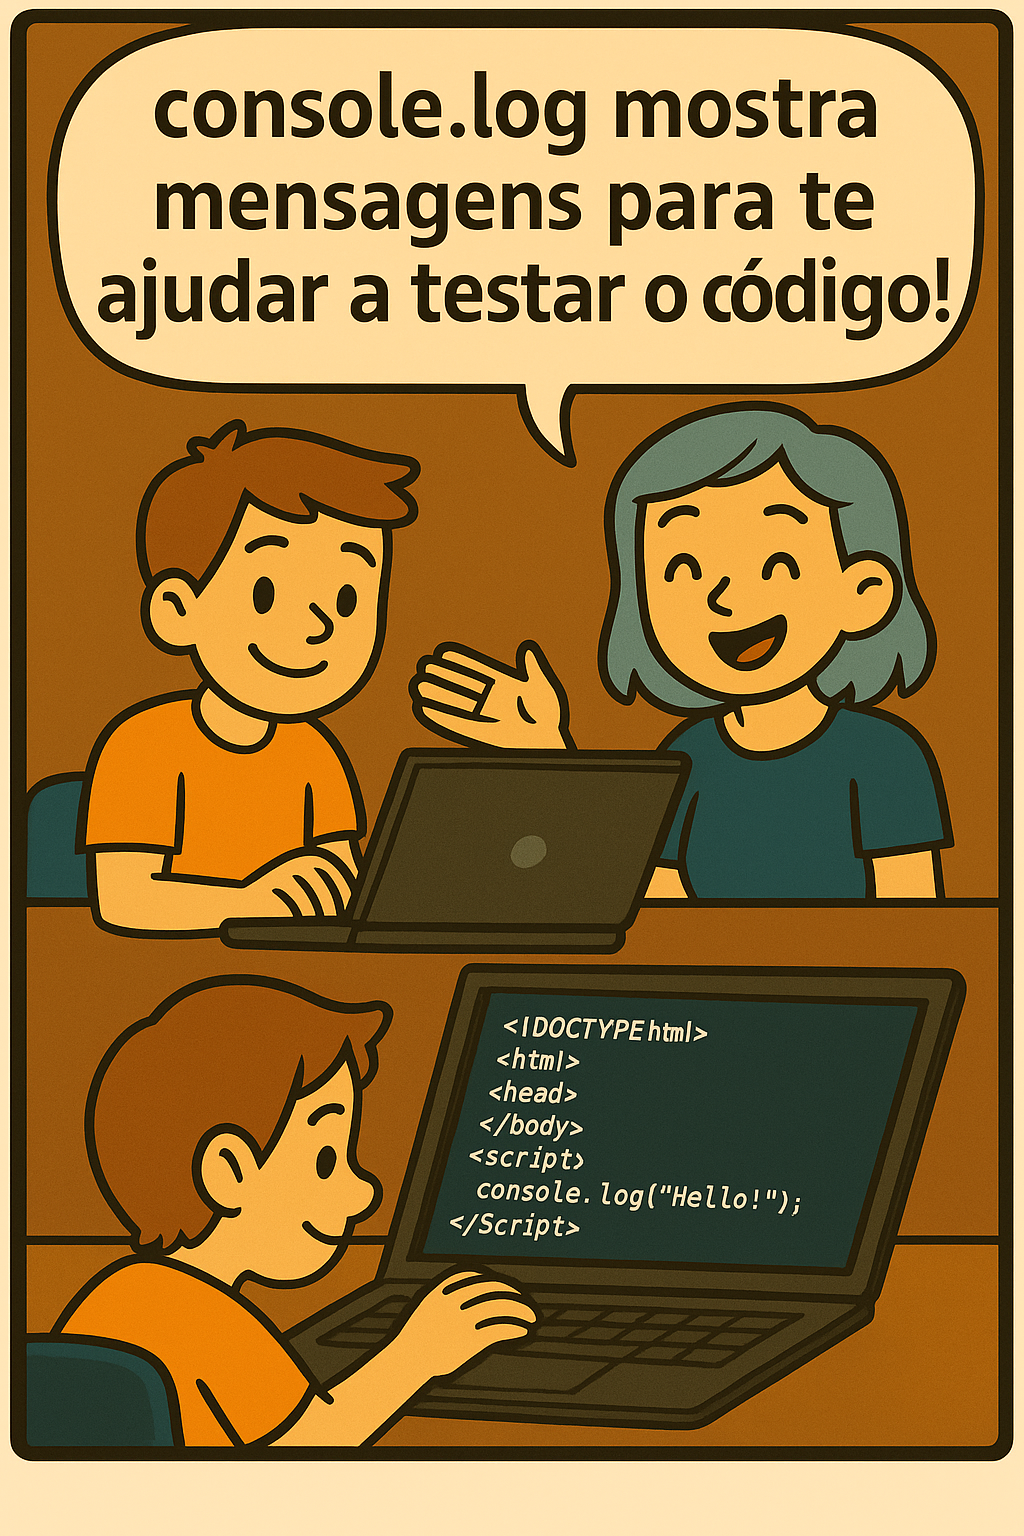 console.log mostra
mensagens para te
ajudar a testar o código!
<!DOCTYPE html>
<html>
<head>
</body>
<script>
console.log("Hello!");
</Script>